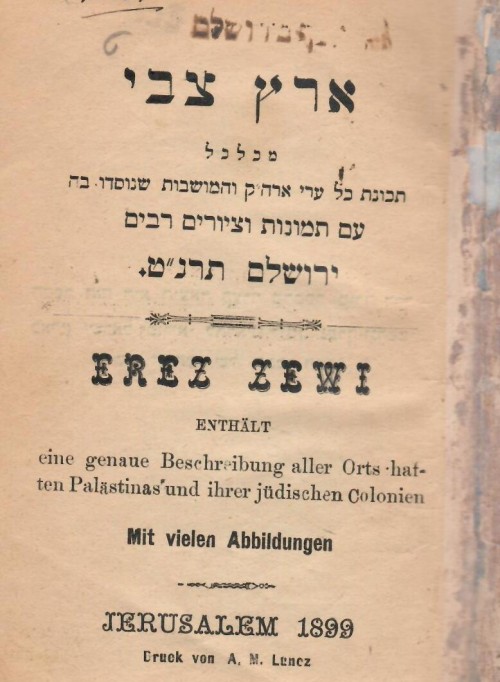 ארץ צבי
מכלכל
תכונת כל ערי ארה״ק והמושבות שנוסדו בה
עם תמונות וציורים רבים
ירושלם תרנ״ט.
EREZ ZEWI
ENTHÄLT
eine genaue Beschreibung aller Orts-haf-
ten Palästinas und ihrer jüdischen Colonien
Mit vielen Abbildungen
JERUSALEM 1899
Druck von A. M. Luncz